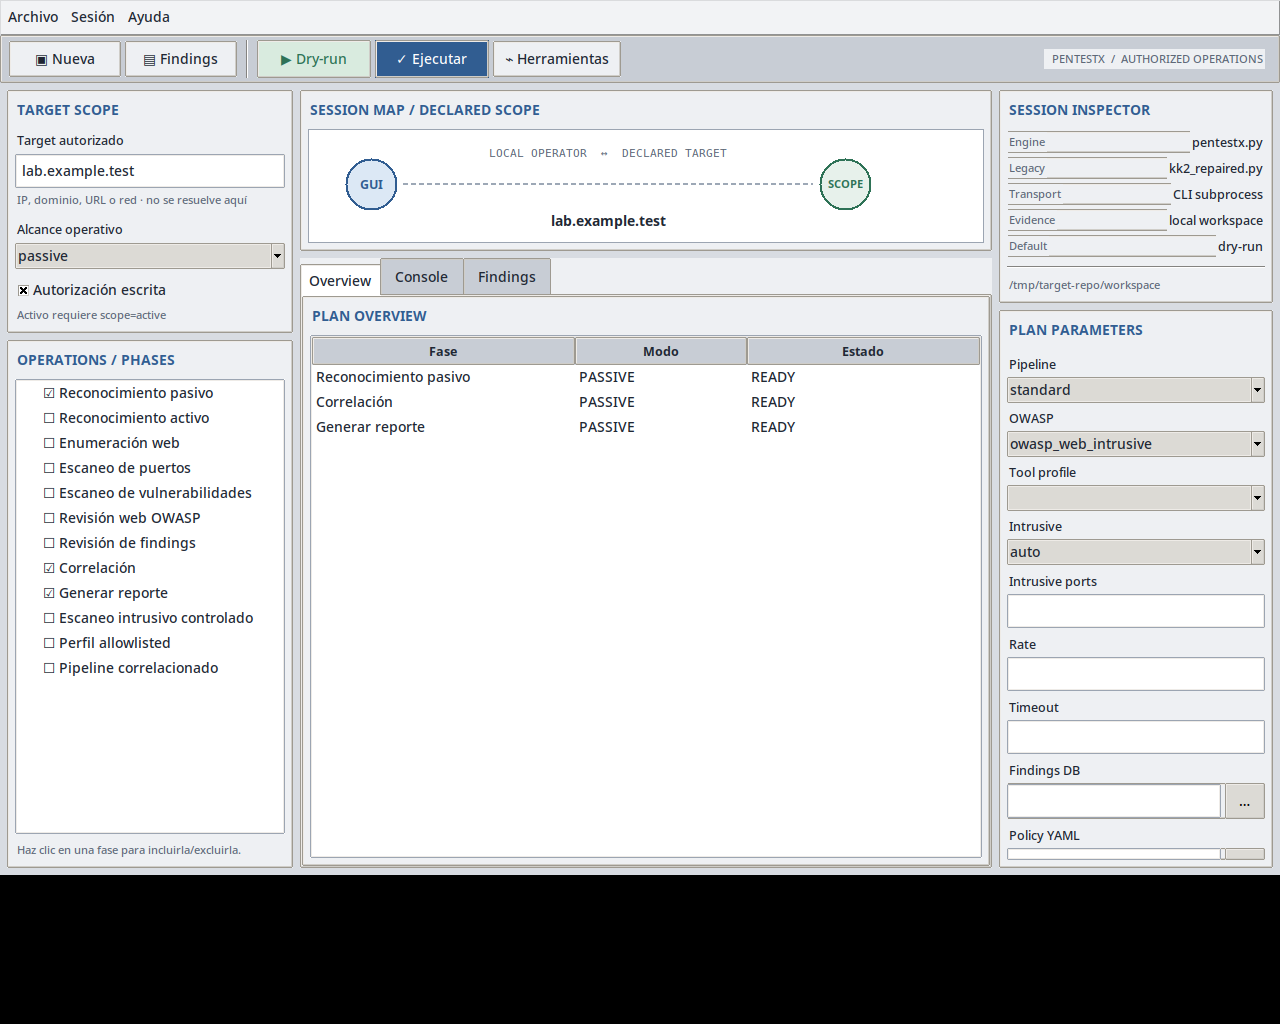 Archivo Sesión Ayuda
▣ Nueva ▤ Findings ▶ Dry-run ✓ Ejecutar ⌁ Herramientas PENTESTX / AUTHORIZED OPERATIONS
TARGET SCOPE
Target autorizado
lab.example.test
IP, dominio, URL o red · no se resuelve aquí
Alcance operativo
passive
Autorización escrita
Activo requiere scope=active
OPERATIONS / PHASES
☑ Reconocimiento pasivo
☐ Reconocimiento activo
☐ Enumeración web
☐ Escaneo de puertos
☐ Escaneo de vulnerabilidades
☐ Revisión web OWASP
☐ Revisión de findings
☑ Correlación
☑ Generar reporte
☐ Escaneo intrusivo controlado
☐ Perfil allowlisted
☐ Pipeline correlacionado
Haz clic en una fase para incluirla/excluirla.
SESSION MAP / DECLARED SCOPE
LOCAL OPERATOR ↔ DECLARED TARGET
GUI SCOPE
lab.example.test
Overview Console Findings
PLAN OVERVIEW
Fase Modo Estado
Reconocimiento pasivo PASSIVE READY
Correlación PASSIVE READY
Generar reporte PASSIVE READY
SESSION INSPECTOR
Engine pentestx.py
Legacy kk2_repaired.py
Transport CLI subprocess
Evidence local workspace
Default dry-run
/tmp/target-repo/workspace
PLAN PARAMETERS
Pipeline
standard
OWASP
owasp_web_intrusive
Tool profile
Intrusive
auto
Intrusive ports
Rate
Timeout
Findings DB
...
Policy YAML